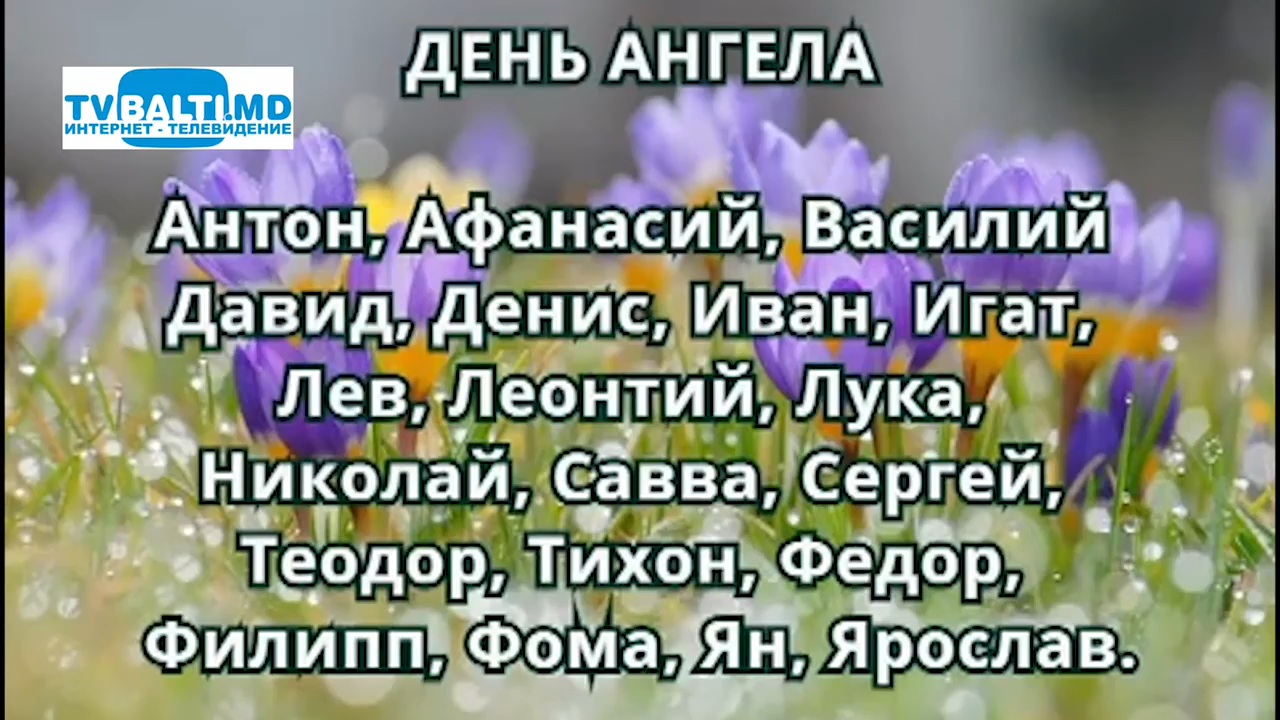 ДЕНЬ АНГЕЛА
TVBALTI.MD
ИНТЕРНЕТ - ТЕЛЕВИДЕНИЕ
Антон, Афанасий, Василий
Давид, Денис, Иван, Игат,
Лев, Леонтий, Лука,
Николай, Савва, Сергей,
Теодор, Тихон, Федор,
Филипп, Фома, Ян, Ярослав.